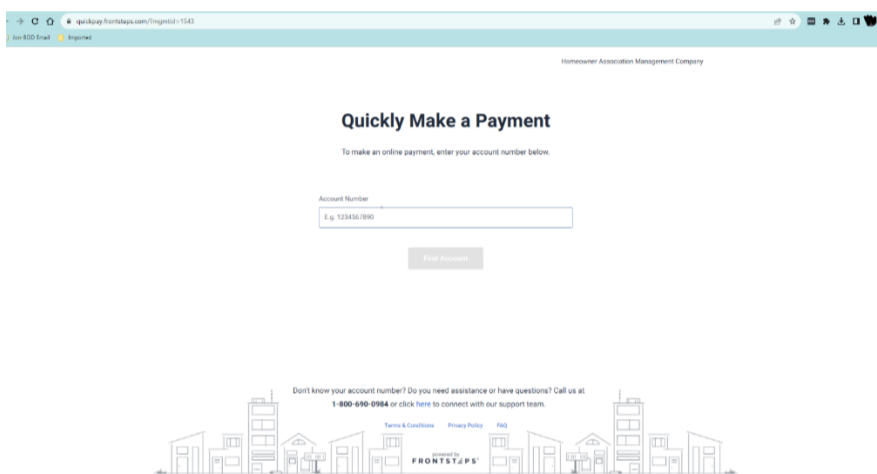 quickpay.frontsteps.com/?mgmtid=1543
BOD Email Imported
Homeowner Association Management Company
Quickly Make a Payment
To make an online payment, enter your account number below.
Account Number
E.g. 1234567890
Find Account
Don't know your account number? Do you need assistance or have questions? Call us at
1-800-690-0984 or click here to connect with our support team.
Terms & Conditions Privacy Policy FAQ
powered by
FRONTSTEPS